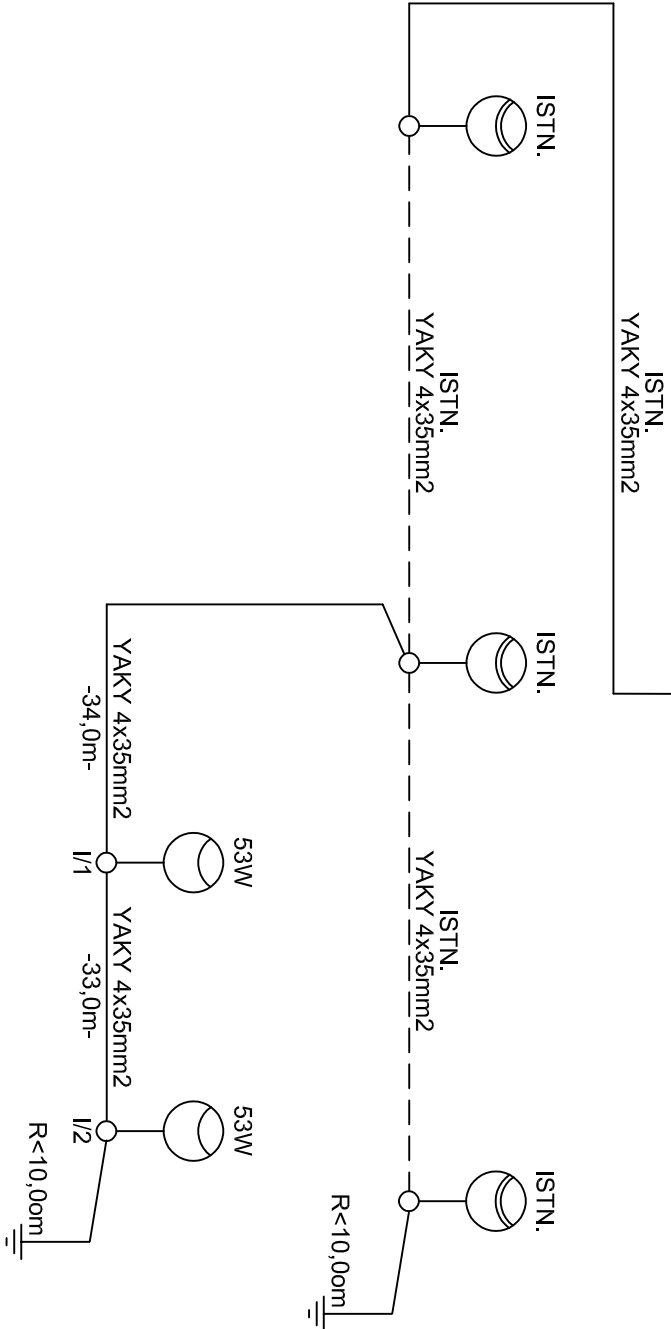 ISTN.
YAKY 4x35mm2
ISTN.
ISTN.
YAKY 4x35mm2
ISTN.
ISTN.
YAKY 4x35mm2
ISTN.
R<10,0om
53W
YAKY 4x35mm2
-34,0m-
I/1
53W
YAKY 4x35mm2
-33,0m-
I/2
R<10,0om